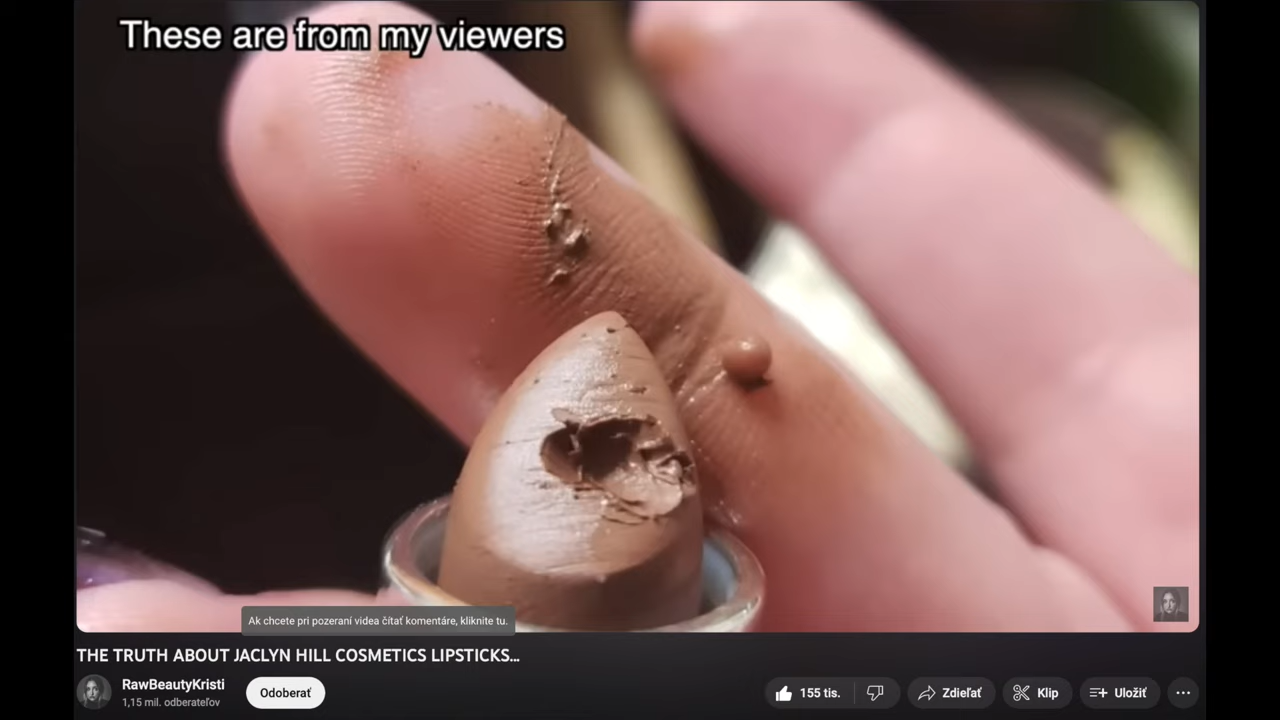 These are from my viewers
Ak chcete pri pozeraní videa čítať komentáre, kliknite tu.
THE TRUTH ABOUT JACLYN HILL COSMETICS LIPSTICKS...
RawBeautyKristi
1,15 mil. odberateľov
Odoberať
155 tis.
Zdieľať
Klip
Uložiť